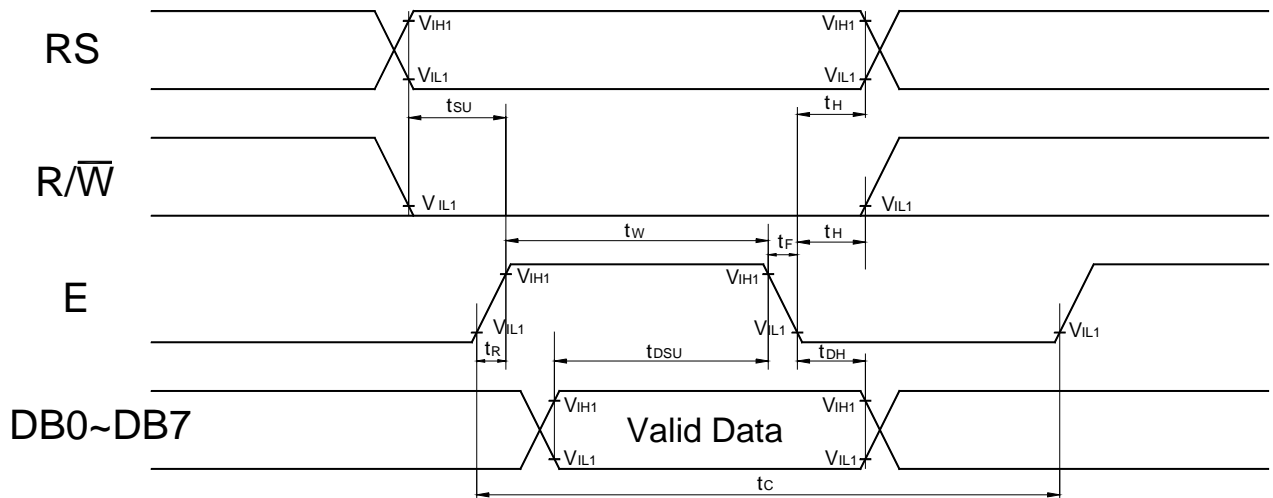 RS
VIH1
VIL1
VIH1
VIL1
tSU
tH
R/W̅
VIL1
VIL1
tW
tF
tH
E
VIH1
VIL1
VIH1
VIL1
VIL1
tR
tDSU
tDH
DB0~DB7
VIH1
VIL1
Valid Data
VIH1
VIL1
tC